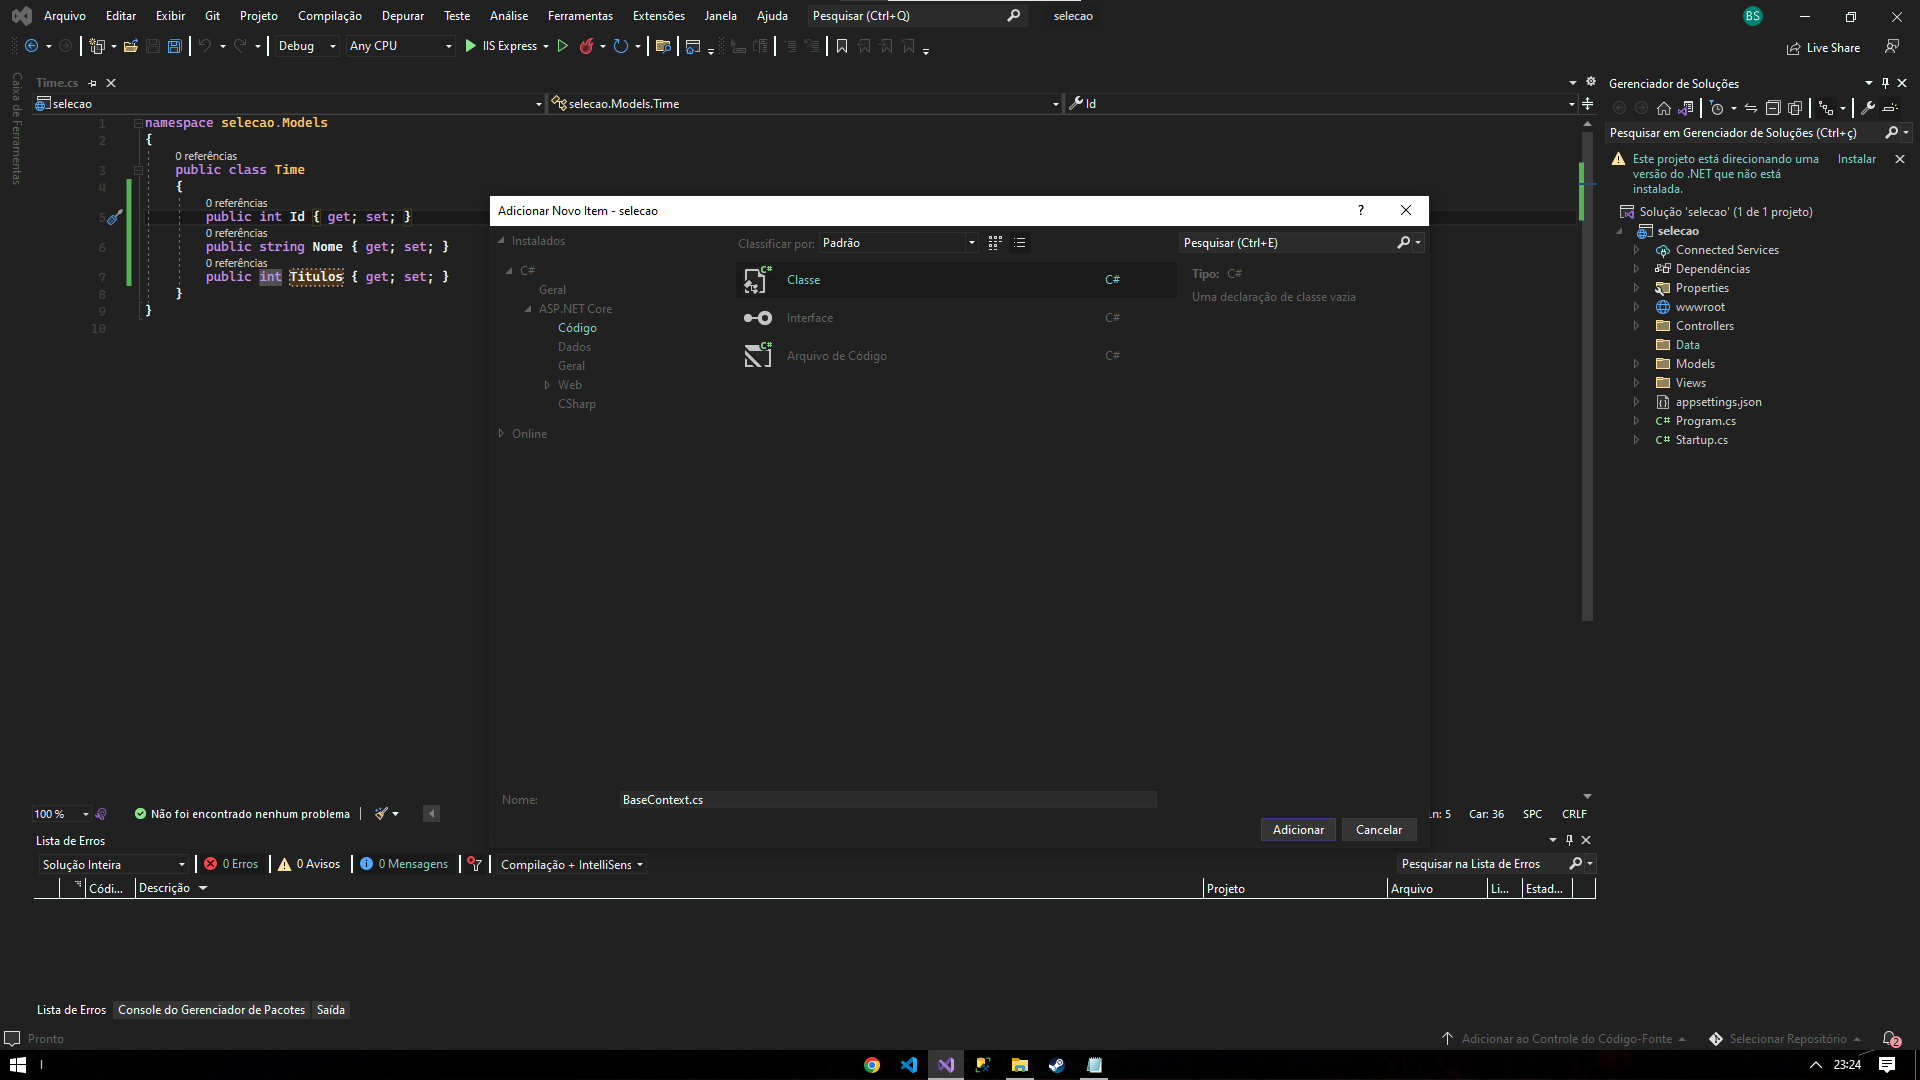 Arquivo Editar Exibir Git Projeto Compilação Depurar Teste Análise Ferramentas Extensões Janela Ajuda Pesquisar (Ctrl+Q) selecao BS
Debug Any CPU IIS Express Live Share
Caixa de Ferramentas
Time.cs
selecao selecao.Models.Time Id
1 namespace selecao.Models
2 {
0 referências
3 public class Time
4 {
0 referências
5 public int Id { get; set; }
0 referências
6 public string Nome { get; set; }
0 referências
7 public int Titulos { get; set; }
8 }
9 }
10
Adicionar Novo Item - selecao ?
Instalados
C#
Geral
ASP.NET Core
Código
Dados
Geral
Web
CSharp
Online
Classificar por: Padrão
Classe C#
Interface C#
Arquivo de Código C#
Pesquisar (Ctrl+E)
Tipo: C#
Uma declaração de classe vazia
Nome: BaseContext.cs
Adicionar Cancelar
Gerenciador de Soluções
Pesquisar em Gerenciador de Soluções (Ctrl+ç)
Este projeto está direcionando uma Instalar
versão do .NET que não está
instalada.
Solução 'selecao' (1 de 1 projeto)
selecao
Connected Services
Dependências
Properties
wwwroot
Controllers
Data
Models
Views
appsettings.json
C# Program.cs
C# Startup.cs
100 % Não foi encontrado nenhum problema Ln: 5 Car: 36 SPC CRLF
Lista de Erros
Solução Inteira 0 Erros 0 Avisos 0 Mensagens Compilação + IntelliSens Pesquisar na Lista de Erros
Códi... Descrição Projeto Arquivo Li... Estad...
Lista de Erros Console do Gerenciador de Pacotes Saída
Pronto Adicionar ao Controle do Código-Fonte Selecionar Repositório 2
23:24